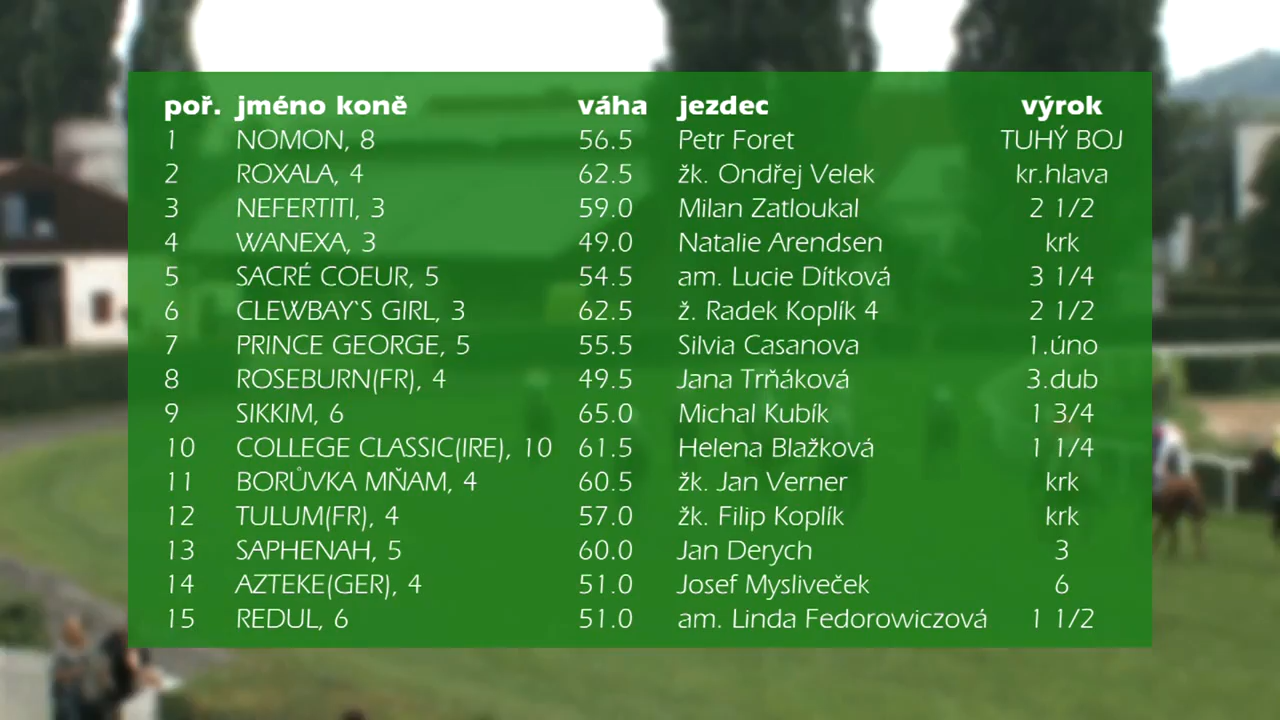 poř. jméno koně váha jezdec výrok
1 NOMON, 8 56.5 Petr Foret TUHÝ BOJ
2 ROXALA, 4 62.5 žk. Ondřej Velek kr.hlava
3 NEFERTITI, 3 59.0 Milan Zatloukal 2 1/2
4 WANEXA, 3 49.0 Natalie Arendsen krk
5 SACRÉ COEUR, 5 54.5 am. Lucie Dítková 3 1/4
6 CLEWBAY`S GIRL, 3 62.5 ž. Radek Koplík 4 2 1/2
7 PRINCE GEORGE, 5 55.5 Silvia Casanova 1.úno
8 ROSEBURN(FR), 4 49.5 Jana Trňáková 3.dub
9 SIKKIM, 6 65.0 Michal Kubík 1 3/4
10 COLLEGE CLASSIC(IRE), 10 61.5 Helena Blažková 1 1/4
11 BORŮVKA MŇAM, 4 60.5 žk. Jan Verner krk
12 TULUM(FR), 4 57.0 žk. Filip Koplík krk
13 SAPHENAH, 5 60.0 Jan Derych 3
14 AZTEKE(GER), 4 51.0 Josef Mysliveček 6
15 REDUL, 6 51.0 am. Linda Fedorowiczová 1 1/2